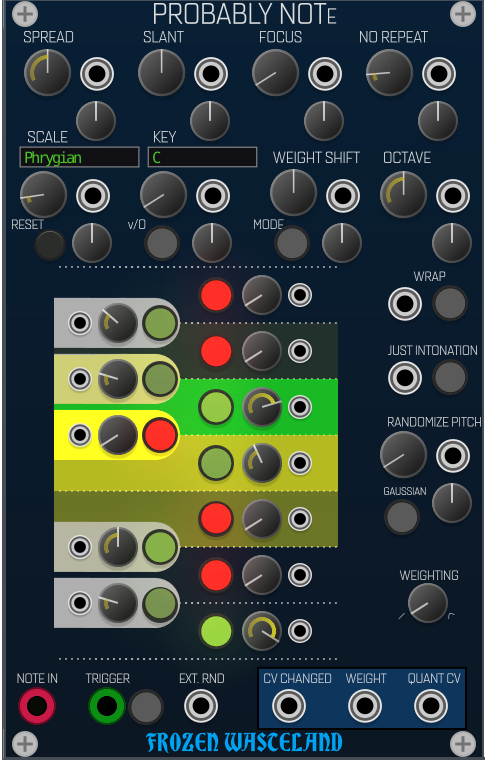 PROBABLY NOTE
SPREAD SLANT FOCUS NO REPEAT
SCALE KEY
Phrygian C WEIGHT SHIFT OCTAVE
RESET v/O MODE
WRAP
JUST INTONATION
RANDOMIZE PITCH
GAUSSIAN
WEIGHTING
NOTE IN TRIGGER EXT. RND CV CHANGED WEIGHT QUANT CV
FROZEN WASTELAND